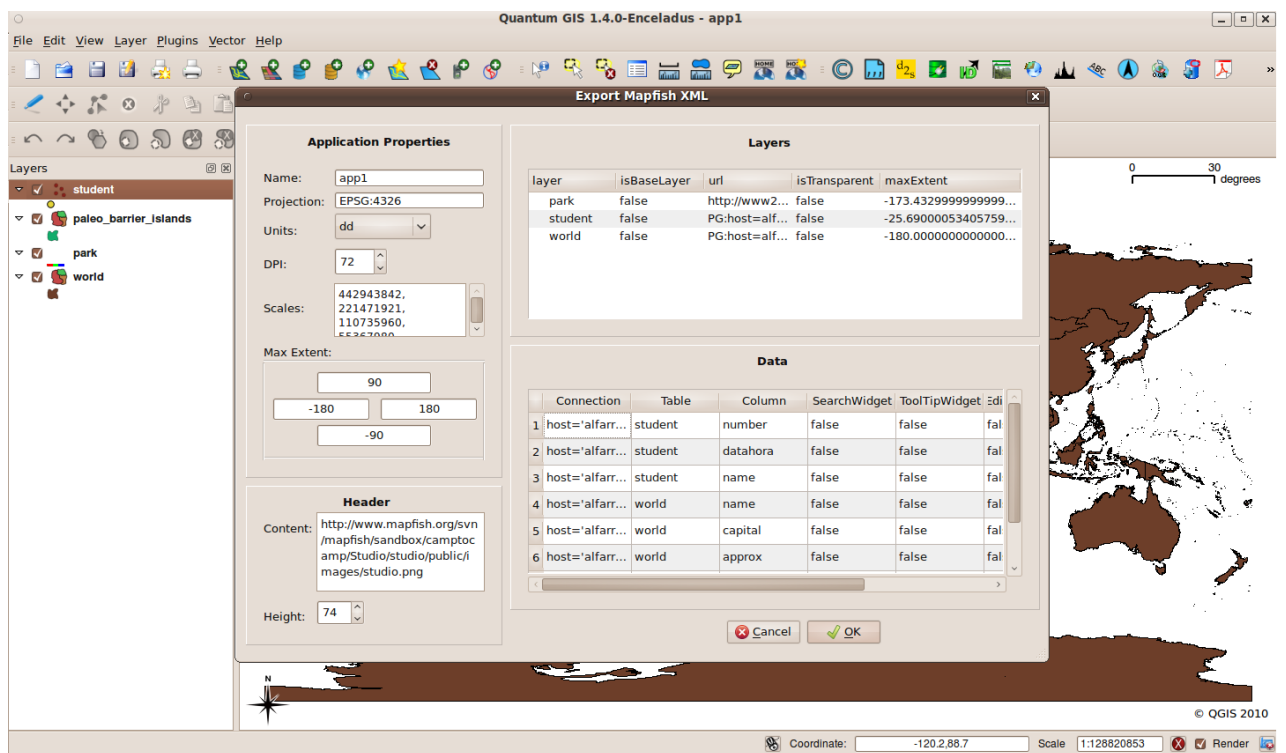 Quantum GIS 1.4.0-Enceladus - app1
File Edit View Layer Plugins Vector Help
Export Mapfish XML
Layers
student
paleo_barrier_islands
park
world
Application Properties
Name: app1
Projection: EPSG:4326
Units: dd
DPI: 72
Scales: 442943842,
221471921,
110735960,
Max Extent:
90
-180 180
-90
Header
Content: http://www.mapfish.org/svn
/mapfish/sandbox/camptoc
amp/Studio/studio/public/i
mages/studio.png
Height: 74
Layers
layer isBaseLayer url isTransparent maxExtent
park false http://www2... false -173.4329999999999...
student false PG:host=alf... false -25.69000053405759...
world false PG:host=alf... false -180.0000000000000...
Data
Connection Table Column SearchWidget ToolTipWidget Edi
1 host='alfarr... student number false false fal
2 host='alfarr... student datahora false false fal
3 host='alfarr... student name false false fal
4 host='alfarr... world name false false fal
5 host='alfarr... world capital false false fal
6 host='alfarr... world approx false false fal
Cancel OK
0 30
degrees
N
© QGIS 2010
Coordinate: -120.2,88.7 Scale 1:128820853 Render